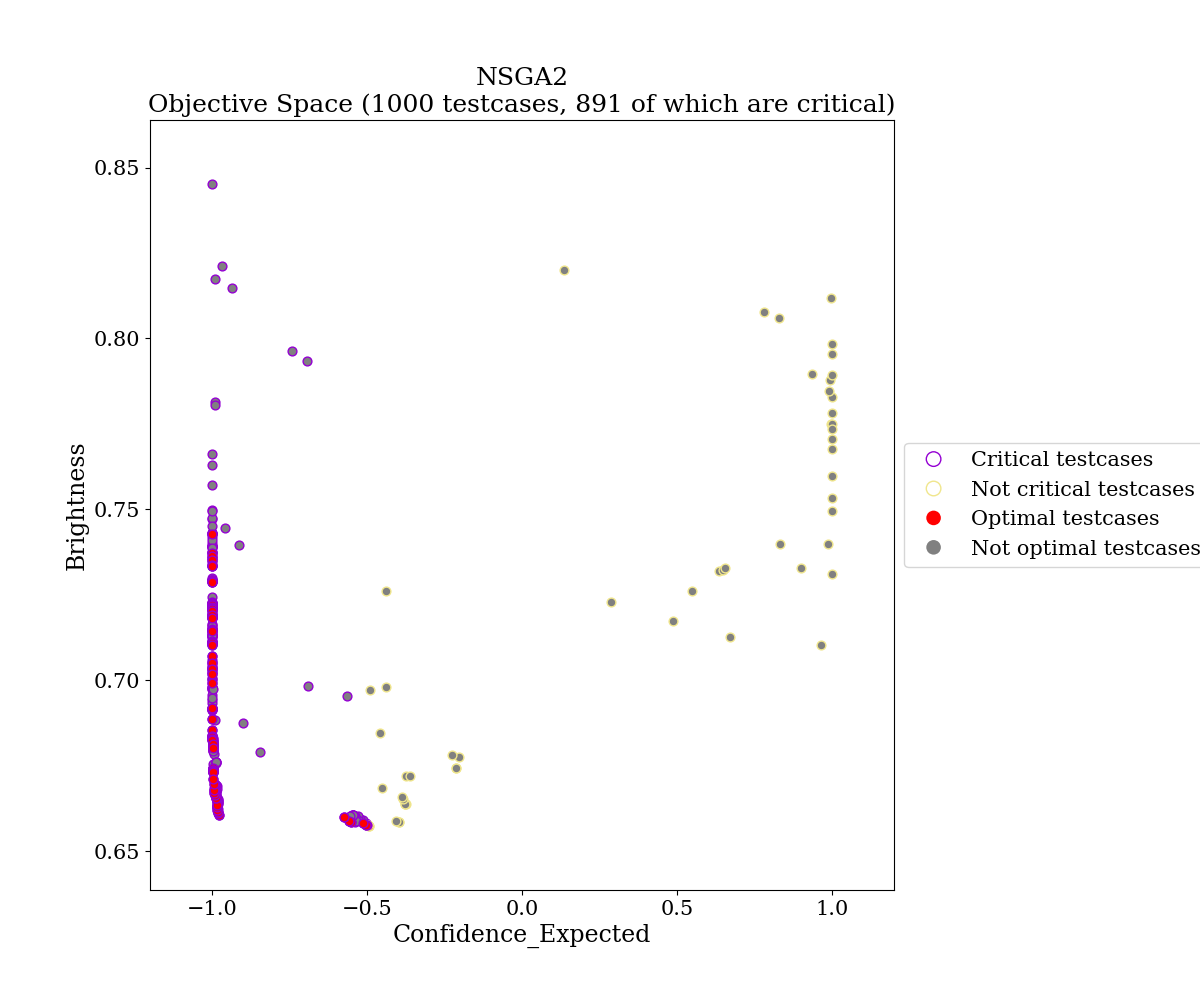 NSGA2
Objective Space (1000 testcases, 891 of which are critical)
0.85
0.80
0.75
0.70
0.65
Brightness
−1.0
−0.5
0.0
0.5
1.0
Confidence_Expected
Critical testcases
Not critical testcases
Optimal testcases
Not optimal testcases